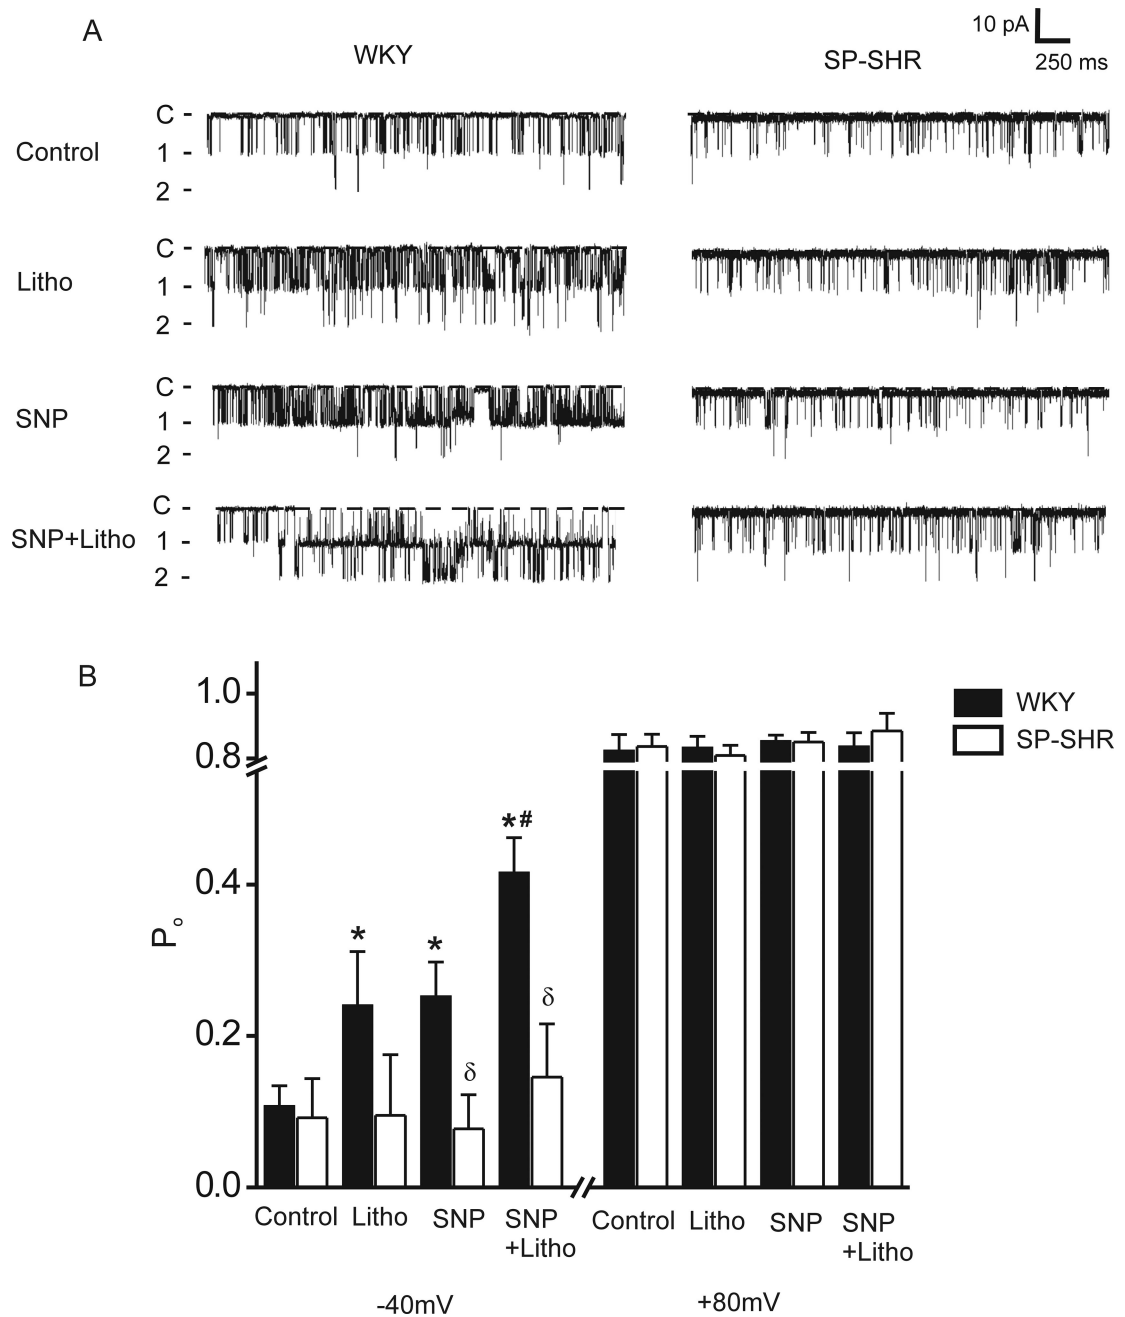 A
WKY
SP-SHR
10 pA
250 ms
Control
C -
1 -
2 -
Litho
C -
1 -
2 -
SNP
C -
1 -
2 -
SNP+Litho
C -
1 -
2 -
B
1.0
0.8
0.4
0.2
0.0
Po
* * *# δ δ
WKY
SP-SHR
Control Litho SNP SNP +Litho
Control Litho SNP SNP +Litho
-40mV
+80mV